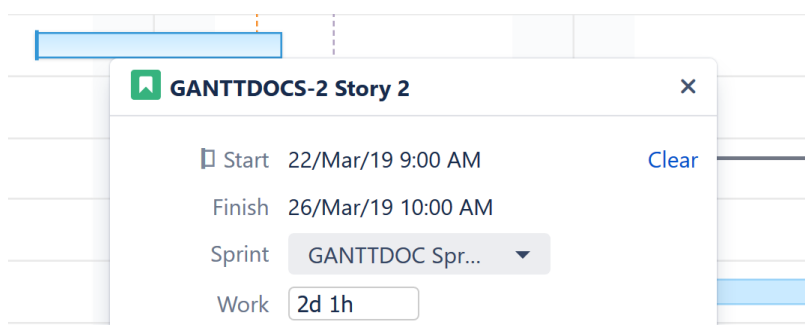 GANTTDOCS-2 Story 2
Start 22/Mar/19 9:00 AM Clear
Finish 26/Mar/19 10:00 AM
Sprint GANTTDOC Spr...
Work 2d 1h